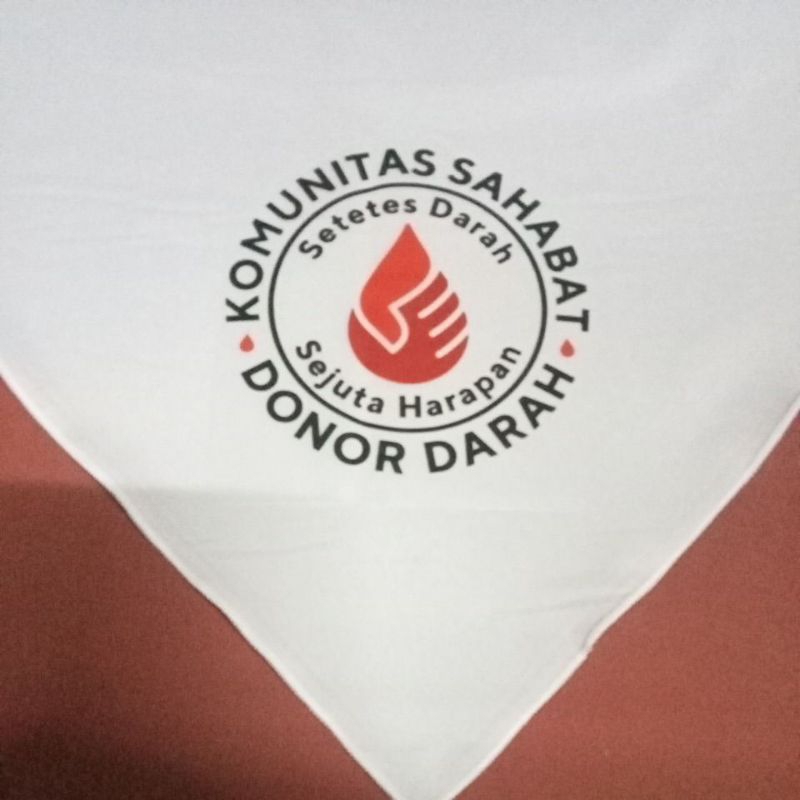 KOMUNITAS SAHABAT
Setetes Darah
Sejuta Harapan
DONOR DARAH